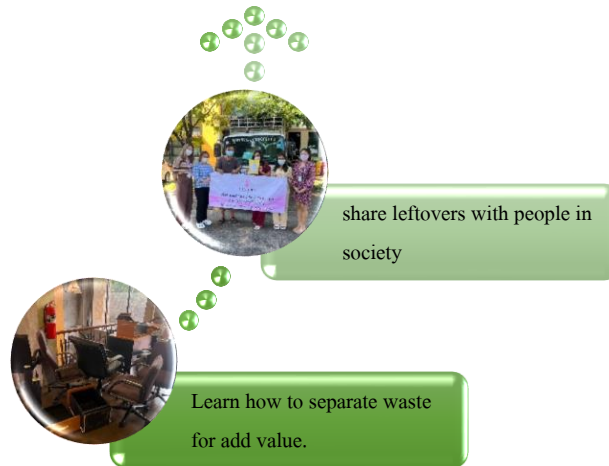 share leftovers with people in
society
Learn how to separate waste
for add value.